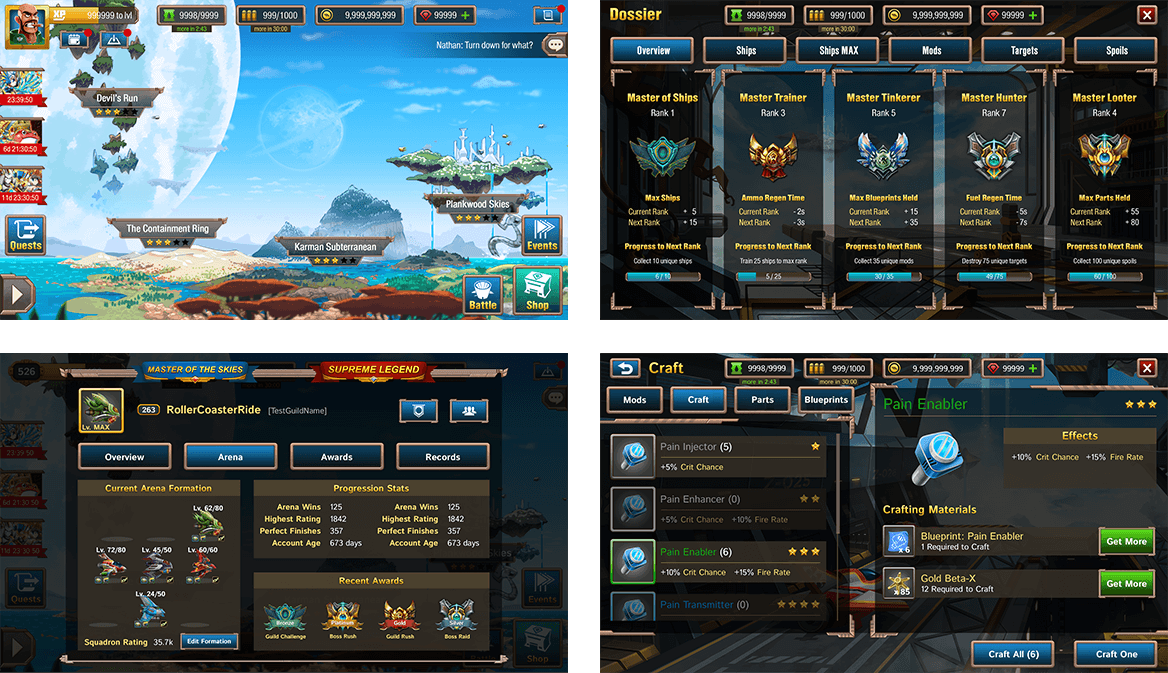 XP 999999 to lvl
9998/9999
more in 2:43
999/1000
more in 30:00
9,999,999,999
99999 +
Nathan: Turn down for what?
23:39:50
6d 21:30:50
11d 23:30:50
Devil's Run
The Containment Ring
Karman Subterranean
Plankwood Skies
Quests
Events
Battle
Shop
Dossier
9998/9999
more in 2:43
999/1000
more in 30:00
9,999,999,999
99999 +
X
Overview Ships Ships MAX Mods Targets Spoils
Master of Ships
Rank 1
Max Ships
Current Rank + 5
Next Rank + 15
Progress to Next Rank
Collect 10 unique ships
6/10
Master Trainer
Rank 3
Ammo Regen Time
Current Rank -2s
Next Rank -3s
Progress to Next Rank
Train 25 ships to max rank
5/25
Master Tinkerer
Rank 5
Max Blueprints Held
Current Rank + 15
Next Rank + 35
Progress to Next Rank
Collect 35 unique mods
30/35
Master Hunter
Rank 7
Fuel Regen Time
Current Rank -5s
Next Rank -7s
Progress to Next Rank
Destroy 75 unique targets
49/75
Master Looter
Rank 4
Max Parts Held
Current Rank + 55
Next Rank + 80
Progress to Next Rank
Collect 100 unique spoils
60/100
526
MASTER OF THE SKIES
SUPREME LEGEND
Lv. MAX
263 RollerCoasterRide [TestGuildName]
Overview Arena Awards Records
Current Arena Formation
Lv. 62/80
Lv. 72/80 Lv. 45/50 Lv. 60/60
Lv. 24/50
Squadron Rating 35.7k
Edit Formation
Progression Stats
Arena Wins 125 Arena Wins 125
Highest Rating 1842 Highest Rating 1842
Perfect Finishes 357 Perfect Finishes 357
Account Age 673 days Account Age 673 days
Recent Awards
Bronze Platinum Gold Silver
Guild Challenge Boss Rush Guild Rush Boss Raid
23:39:50
6d 21:30:50
11d 23:30:50
Quests
Events
Shop
Craft
9998/9999
more in 2:43
999/1000
more in 30:00
9,999,999,999
99999 +
X
Mods Craft Parts Blueprints
Pain Injector (5)
+5% Crit Chance
Pain Enhancer (0)
+5% Crit Chance +10% Fire Rate
Pain Enabler (6)
+10% Crit Chance +15% Fire Rate
Pain Transmitter (0)
Pain Enabler
Effects
+10% Crit Chance +15% Fire Rate
Crafting Materials
x 6
Blueprint: Pain Enabler
1 Required to Craft
Get More
x 85
Gold Beta-X
12 Required to Craft
Get More
Craft All (6)
Craft One